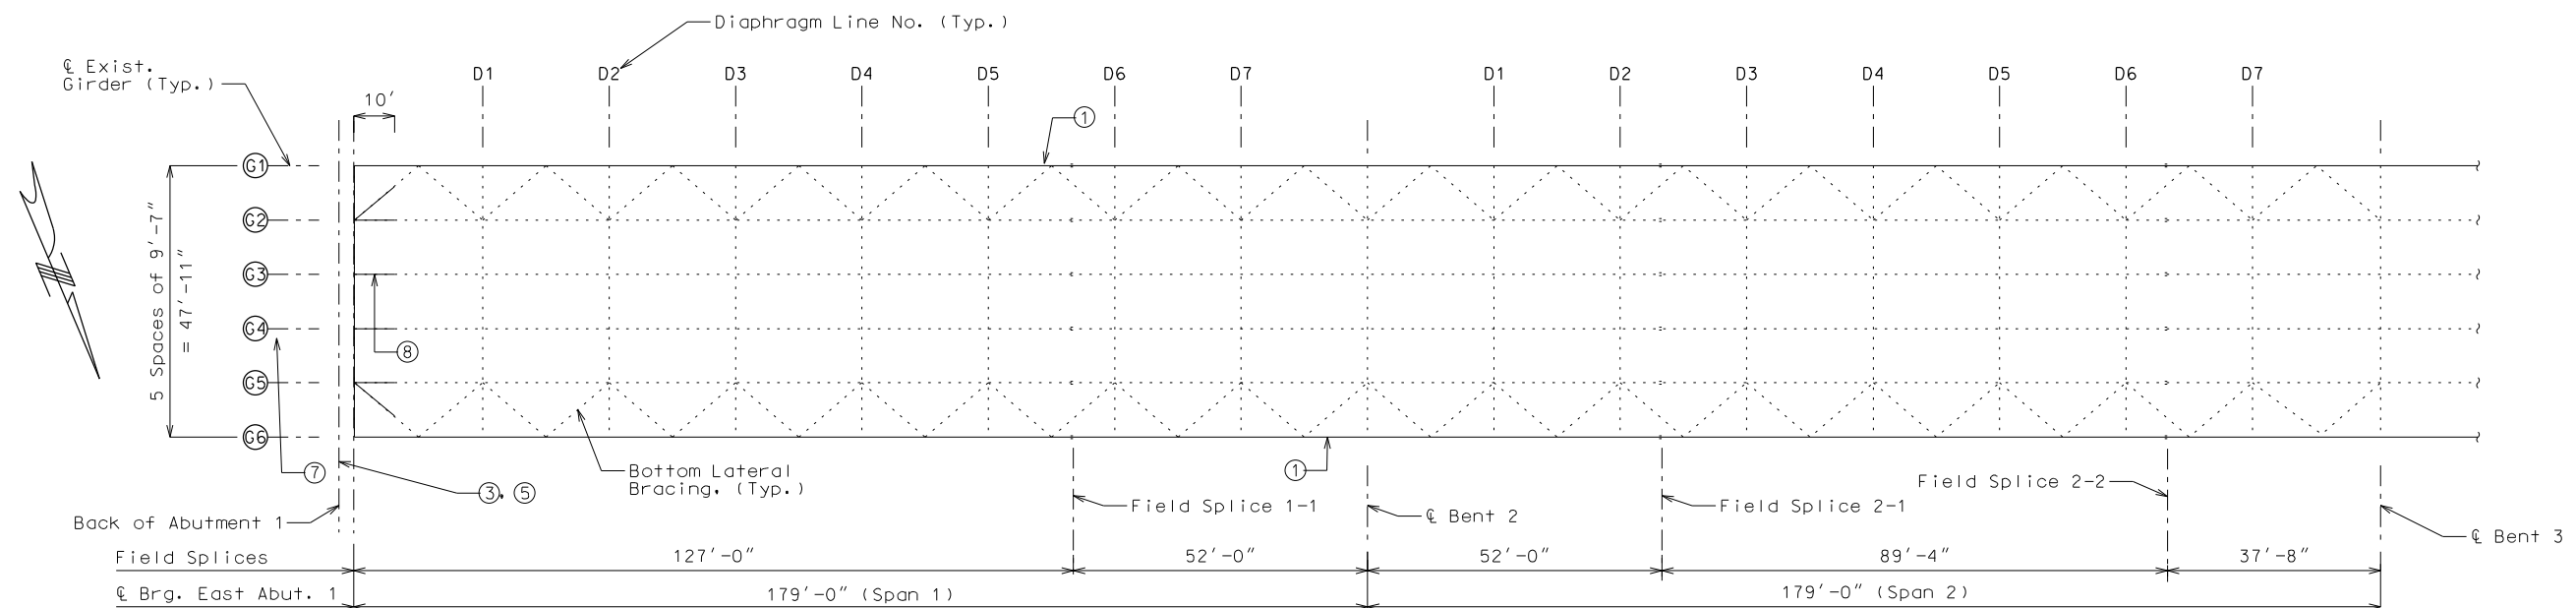 Diaphragm Line No. (Typ.)
℄ Exist.
Girder (Typ.)
D1 D2 D3 D4 D5 D6 D7 D1 D2 D3 D4 D5 D6 D7
10′
1
G1
G2
G3
G4
G5
G6
5 Spaces of 9′-7″
= 47′-11″
8
7
3, 5
1
Bottom Lateral
Bracing, (Typ.)
Back of Abutment 1
Field Splice 1-1
℄ Bent 2
Field Splice 2-1
Field Splice 2-2
℄ Bent 3
Field Splices 127′-0″ 52′-0″ 52′-0″ 89′-4″ 37′-8″
℄ Brg. East Abut. 1 179′-0″ (Span 1) 179′-0″ (Span 2)